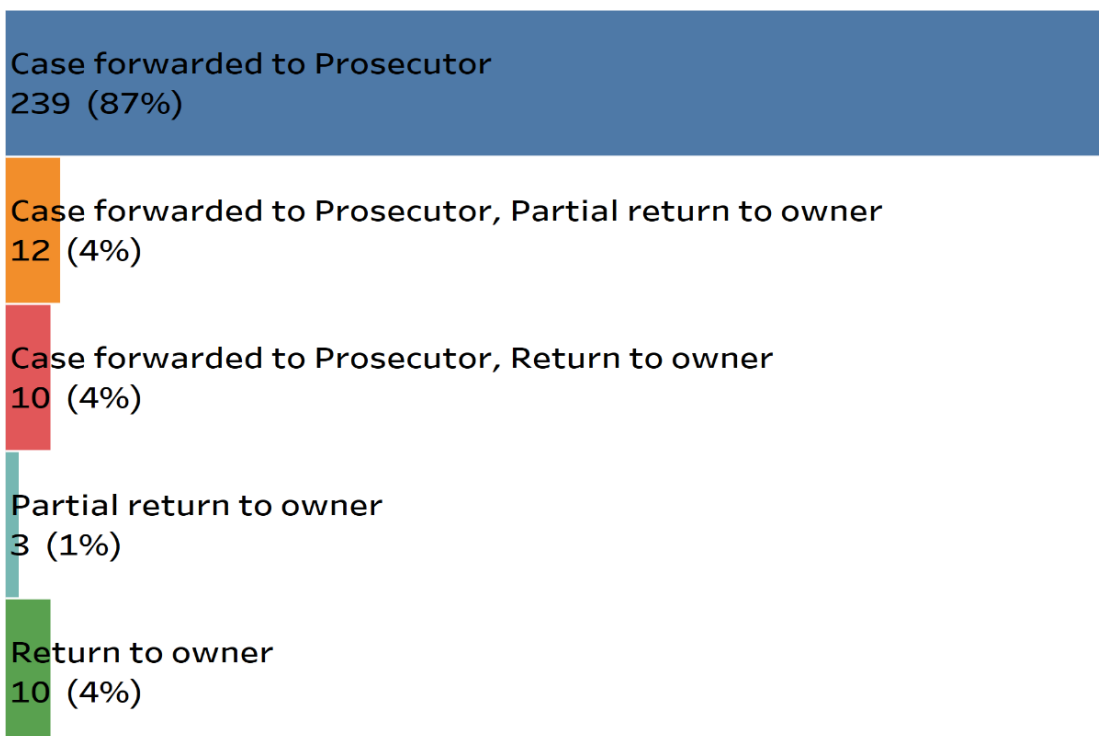 Case forwarded to Prosecutor
239 (87%)
Case forwarded to Prosecutor, Partial return to owner
12 (4%)
Case forwarded to Prosecutor, Return to owner
10 (4%)
Partial return to owner
3 (1%)
Return to owner
10 (4%)